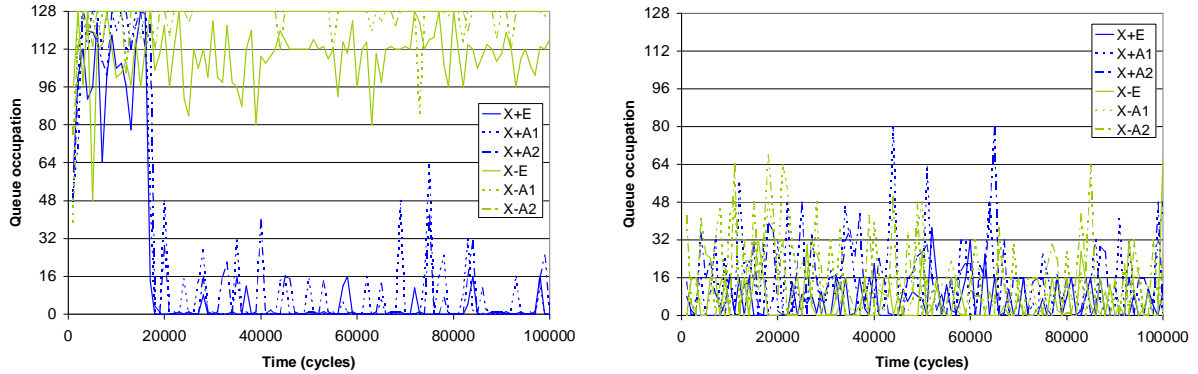 128
112
96
80
64
48
32
16
0
Queue occupation
0 20000 40000 60000 80000 100000
Time (cycles)
X+E
X+A1
X+A2
X-E
X-A1
X-A2
128
112
96
80
64
48
32
16
0
Queue occupation
0 20000 40000 60000 80000 100000
Time (cycles)
X+E
X+A1
X+A2
X-E
X-A1
X-A2